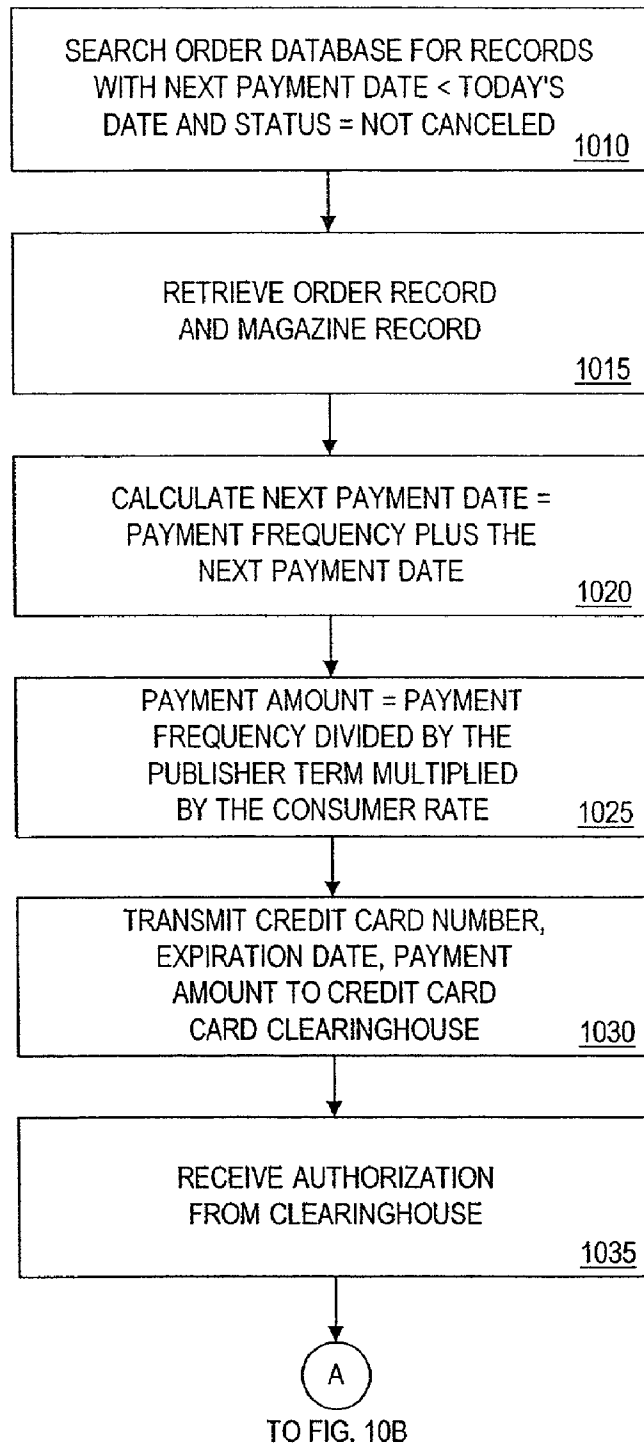 SEARCH ORDER DATABASE FOR RECORDS
WITH NEXT PAYMENT DATE < TODAY'S
DATE AND STATUS = NOT CANCELED
1010
RETRIEVE ORDER RECORD
AND MAGAZINE RECORD
1015
CALCULATE NEXT PAYMENT DATE =
PAYMENT FREQUENCY PLUS THE
NEXT PAYMENT DATE
1020
PAYMENT AMOUNT = PAYMENT
FREQUENCY DIVIDED BY THE
PUBLISHER TERM MULTIPLIED
BY THE CONSUMER RATE
1025
TRANSMIT CREDIT CARD NUMBER,
EXPIRATION DATE, PAYMENT
AMOUNT TO CREDIT CARD
CARD CLEARINGHOUSE
1030
RECEIVE AUTHORIZATION
FROM CLEARINGHOUSE
1035
A
TO FIG. 10B